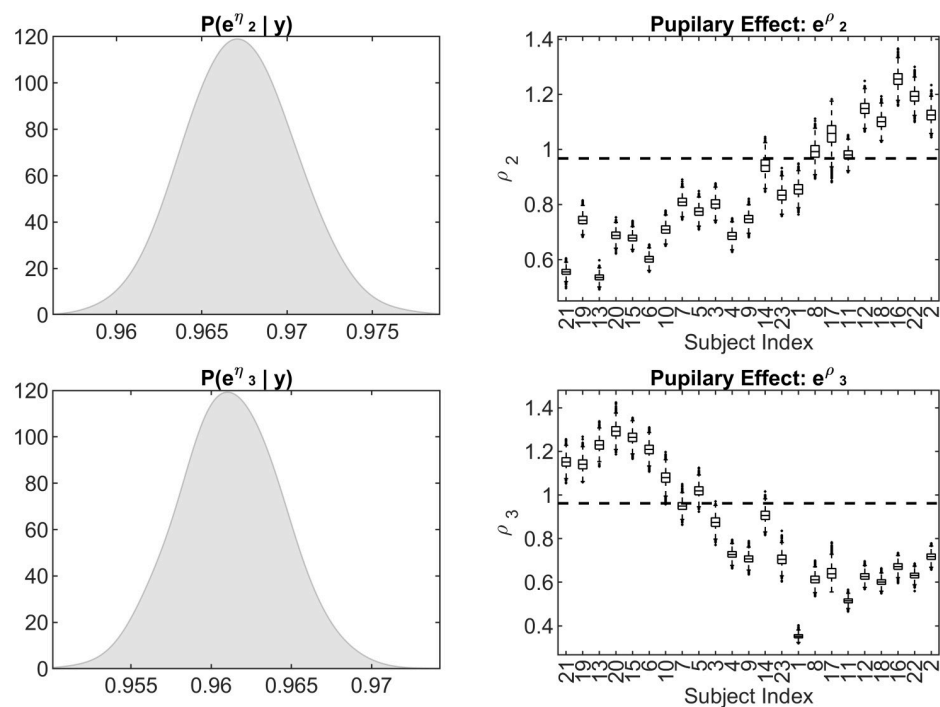 P(e^η 2 | y)
120
100
80
60
40
20
0
0.96 0.965 0.97 0.975
Pupilary Effect: e^ρ 2
1.4
1.2
1
0.8
0.6
ρ 2
21 19 13 20 15 6 10 7 5 3 4 9 14 23 1 8 17 11 12 18 16 22 2
Subject Index
P(e^η 3 | y)
120
100
80
60
40
20
0
0.955 0.96 0.965 0.97
Pupilary Effect: e^ρ 3
1.4
1.2
1
0.8
0.6
0.4
ρ 3
21 19 13 20 15 6 10 7 5 3 4 9 14 23 1 8 17 11 12 18 16 22 2
Subject Index